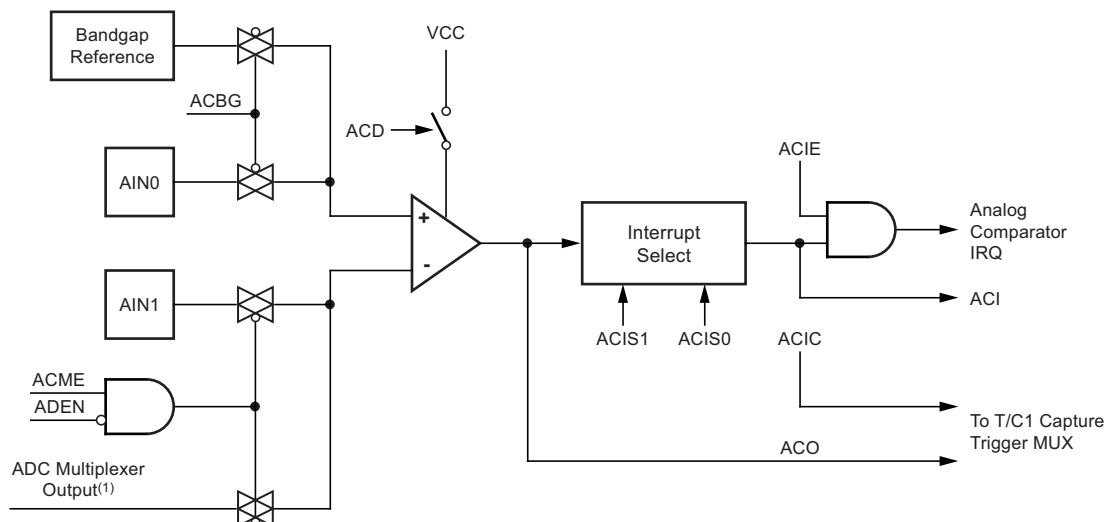 Bandgap
Reference
VCC
ACBG
ACD
ACIE
AIN0
+
Interrupt
Select
Analog
Comparator
IRQ
-
AIN1
ACI
ACIS1 ACIS0
ACIC
ACME
ADEN
To T/C1 Capture
Trigger MUX
ACO
ADC Multiplexer
Output(1)